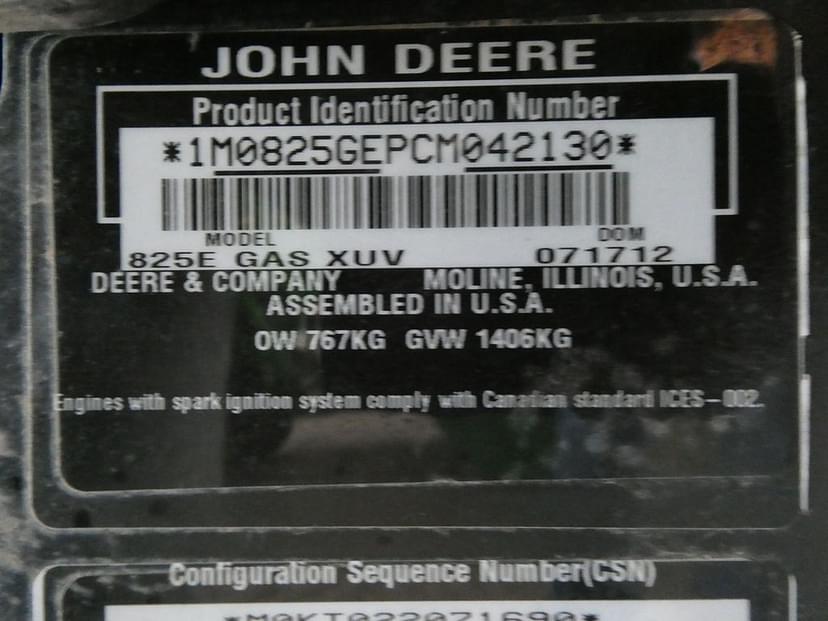 JOHN DEERE
Product Identification Number
*1M0825GEPCM042130*
MODEL DOM
825E GAS XUV 071712
DEERE & COMPANY MOLINE, ILLINOIS, U.S.A.
ASSEMBLED IN U.S.A.
OW 767KG GVW 1406KG
Engines with spark ignition system comply with Canadian standard ICES-002.
Configuration Sequence Number(CSN)